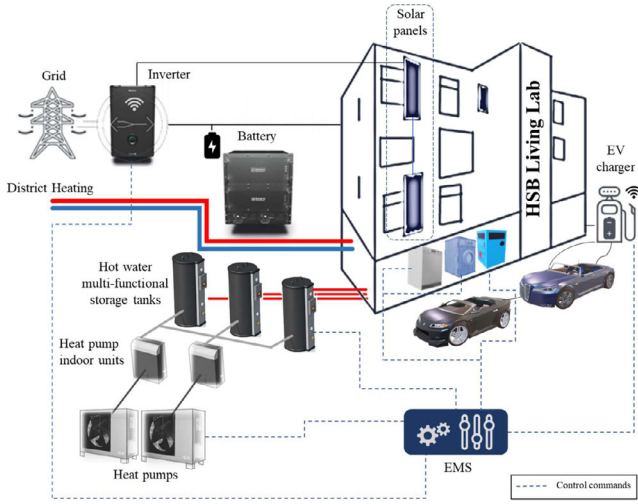 Solar
panels
Grid
Inverter
Battery
HSB Living Lab
EV
charger
District Heating
Hot water
multi-functional
storage tanks
Heat pump
indoor units
Heat pumps
EMS
Control commands